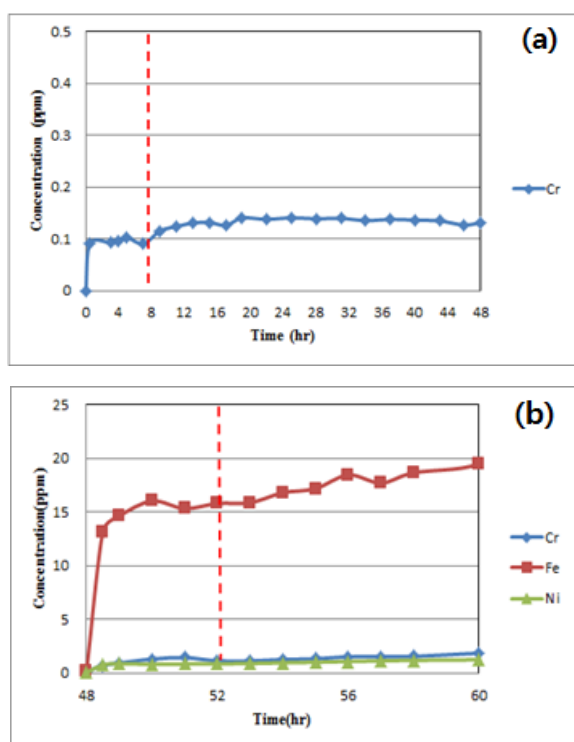 (a)
Concentration (ppm)
0.5
0.4
0.3
0.2
0.1
0
0 4 8 12 16 20 24 28 32 36 40 44 48
Time (hr)
Cr
(b)
Concentration(ppm)
25
20
15
10
5
0
48 52 56 60
Time(hr)
Cr
Fe
Ni